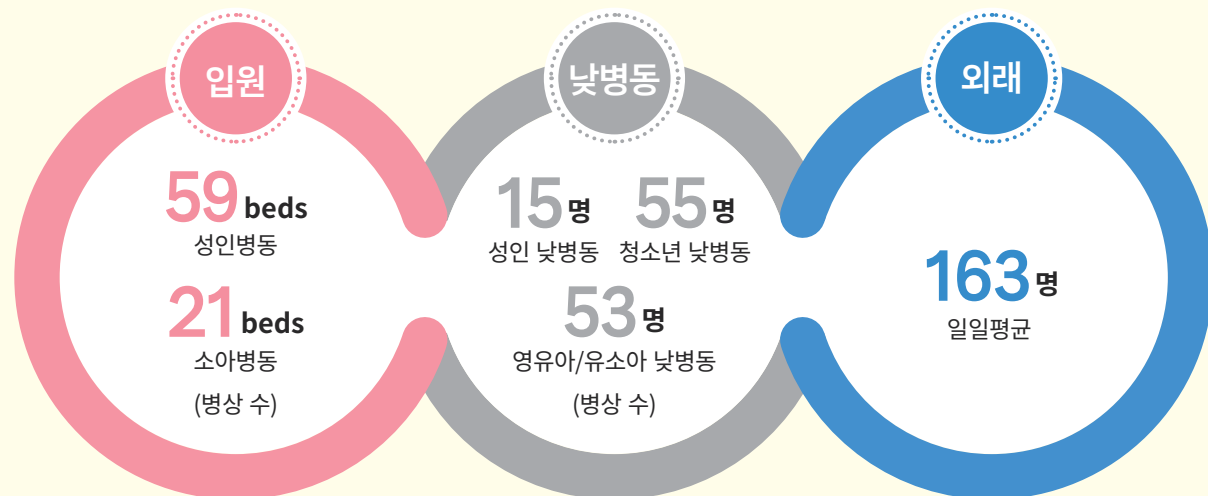 입원
59 beds
성인병동
21 beds
소아병동
(병상 수)
낮병동
15 명 55 명
성인 낮병동 청소년 낮병동
53 명
영유아/유소아 낮병동
(병상 수)
외래
163 명
일일평균